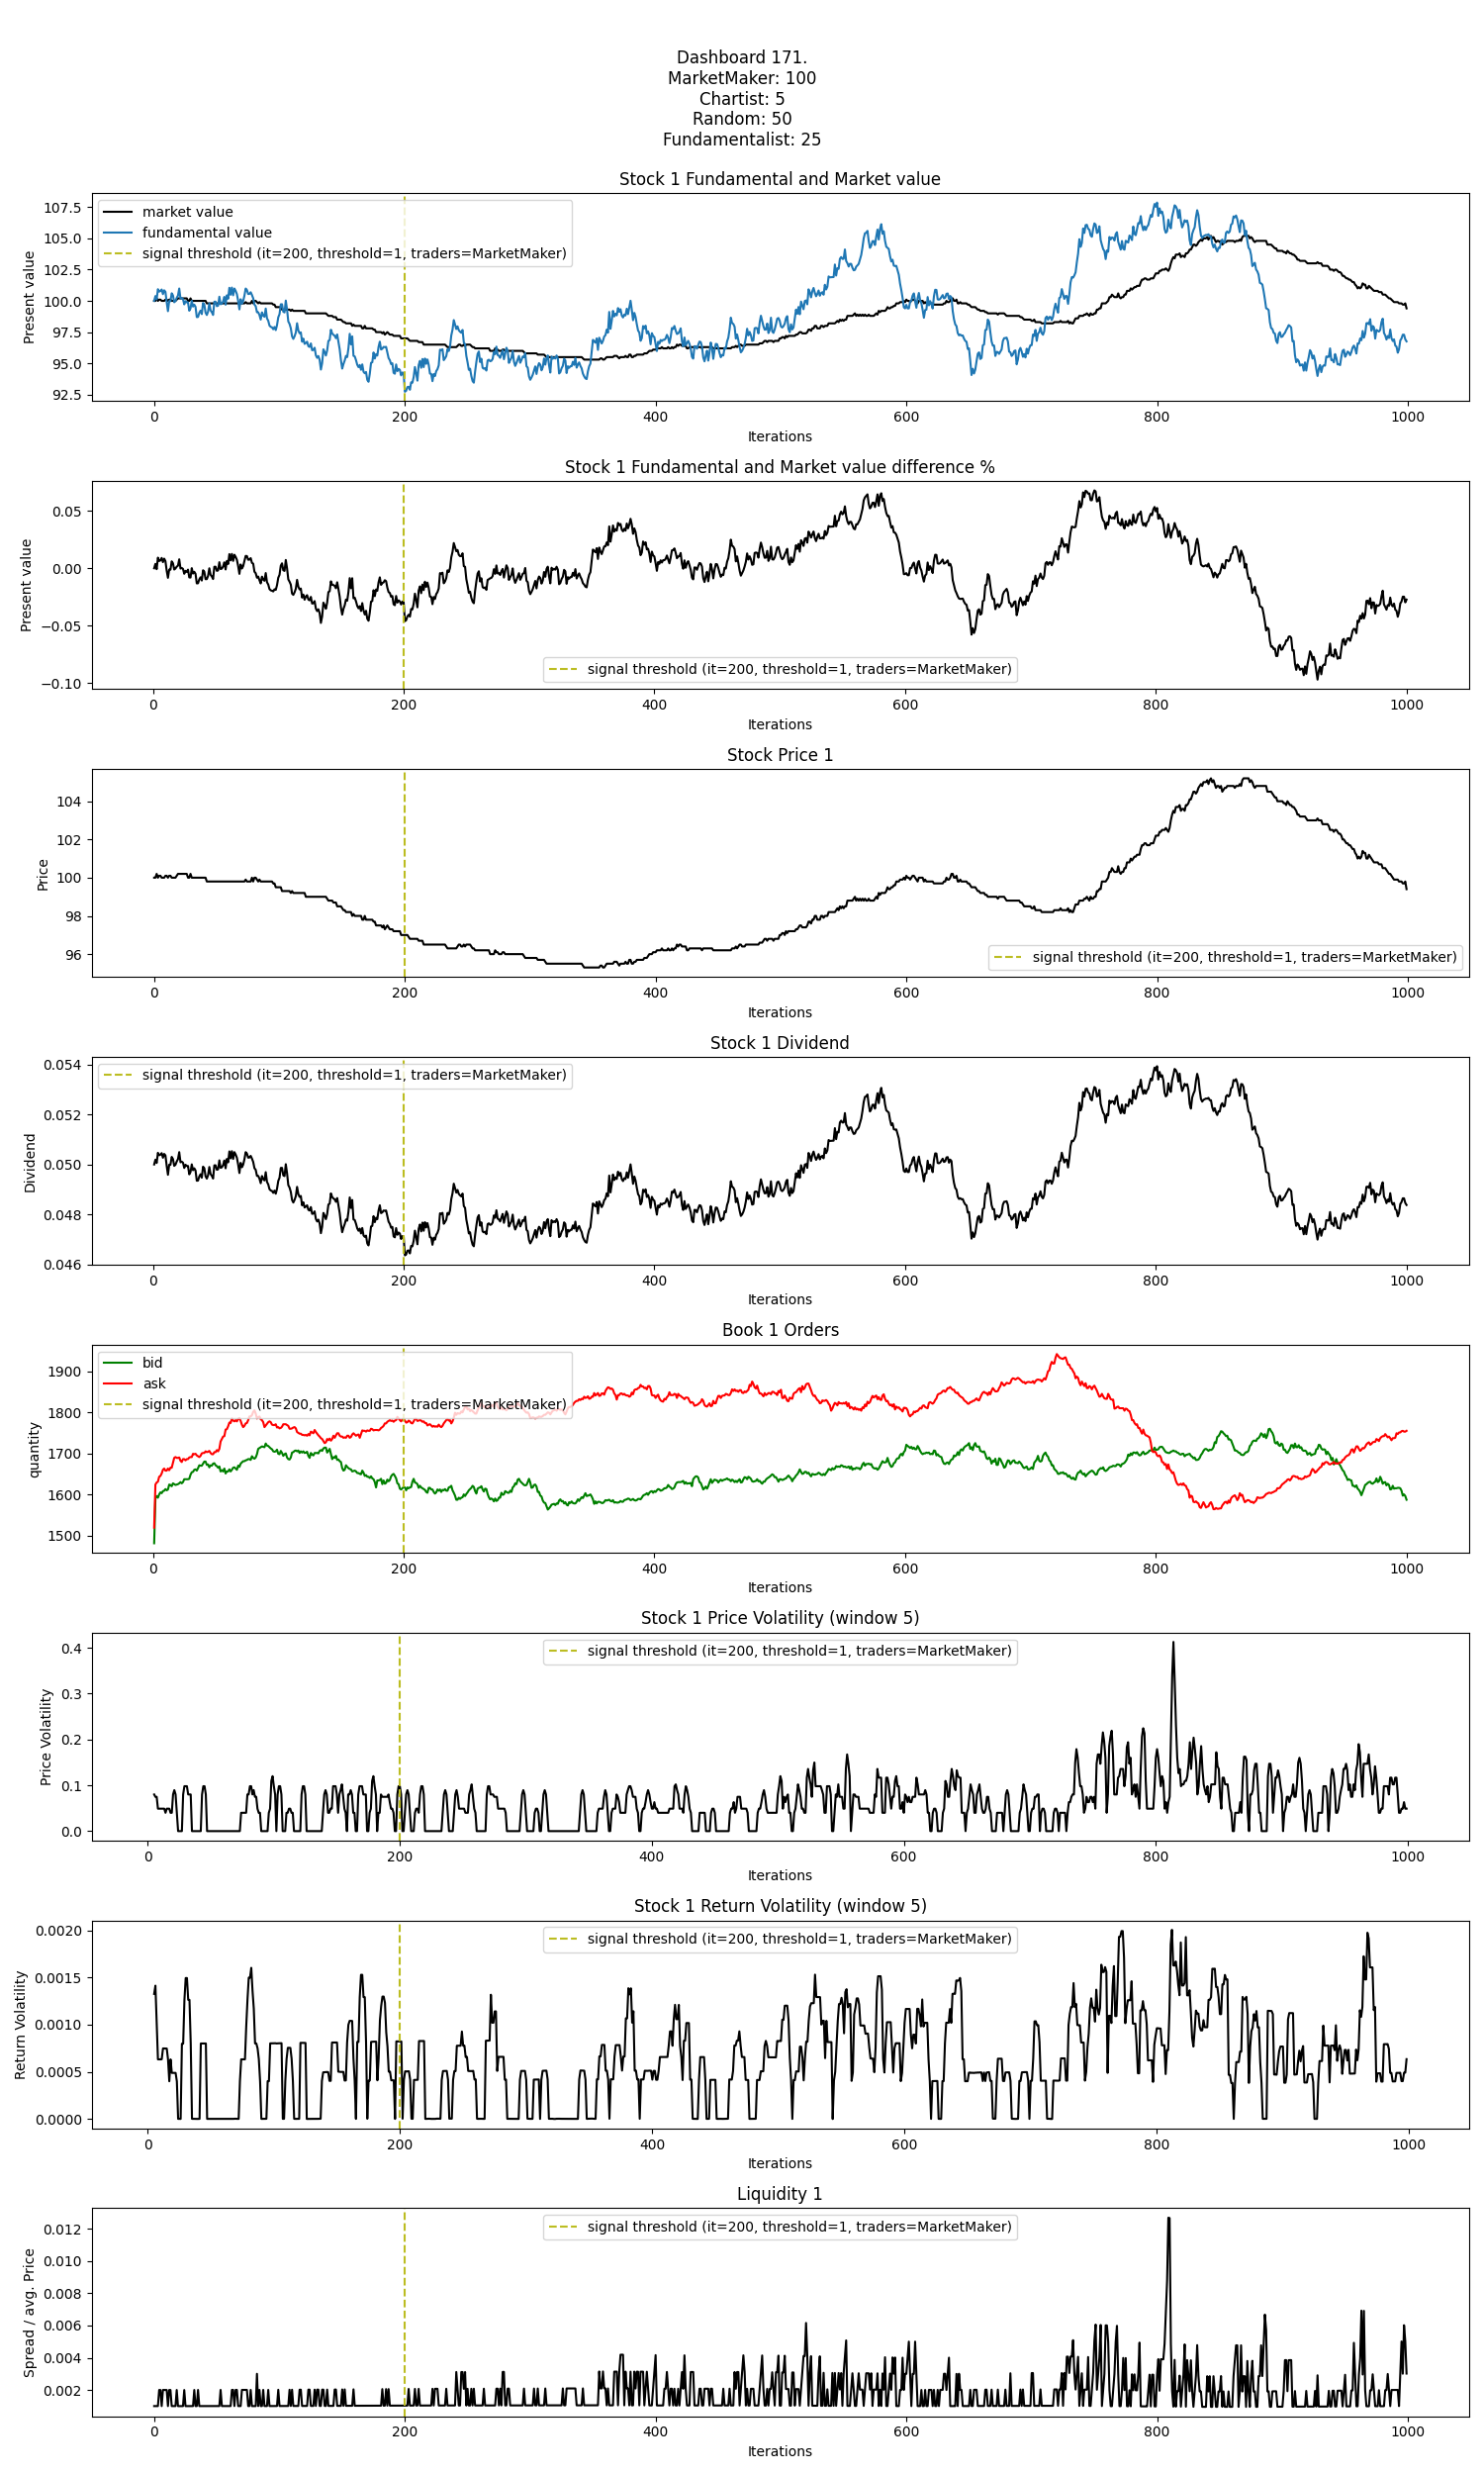 Dashboard 171.
MarketMaker: 100
Chartist: 5
Random: 50
Fundamentalist: 25
Stock 1 Fundamental and Market value
market value
fundamental value
signal threshold (it=200, threshold=1, traders=MarketMaker)
Present value
107.5
105.0
102.5
100.0
97.5
95.0
92.5
0 200 400 600 800 1000
Iterations
Stock 1 Fundamental and Market value difference %
Present value
0.05
0.00
−0.05
−0.10
signal threshold (it=200, threshold=1, traders=MarketMaker)
0 200 400 600 800 1000
Iterations
Stock Price 1
Price
104
102
100
98
96
signal threshold (it=200, threshold=1, traders=MarketMaker)
0 200 400 600 800 1000
Iterations
Stock 1 Dividend
signal threshold (it=200, threshold=1, traders=MarketMaker)
Dividend
0.054
0.052
0.050
0.048
0.046
0 200 400 600 800 1000
Iterations
Book 1 Orders
bid
ask
signal threshold (it=200, threshold=1, traders=MarketMaker)
quantity
1900
1800
1700
1600
1500
0 200 400 600 800 1000
Iterations
Stock 1 Price Volatility (window 5)
signal threshold (it=200, threshold=1, traders=MarketMaker)
Price Volatility
0.4
0.3
0.2
0.1
0.0
0 200 400 600 800 1000
Iterations
Stock 1 Return Volatility (window 5)
signal threshold (it=200, threshold=1, traders=MarketMaker)
Return Volatility
0.0020
0.0015
0.0010
0.0005
0.0000
0 200 400 600 800 1000
Iterations
Liquidity 1
signal threshold (it=200, threshold=1, traders=MarketMaker)
Spread / avg. Price
0.012
0.010
0.008
0.006
0.004
0.002
0 200 400 600 800 1000
Iterations